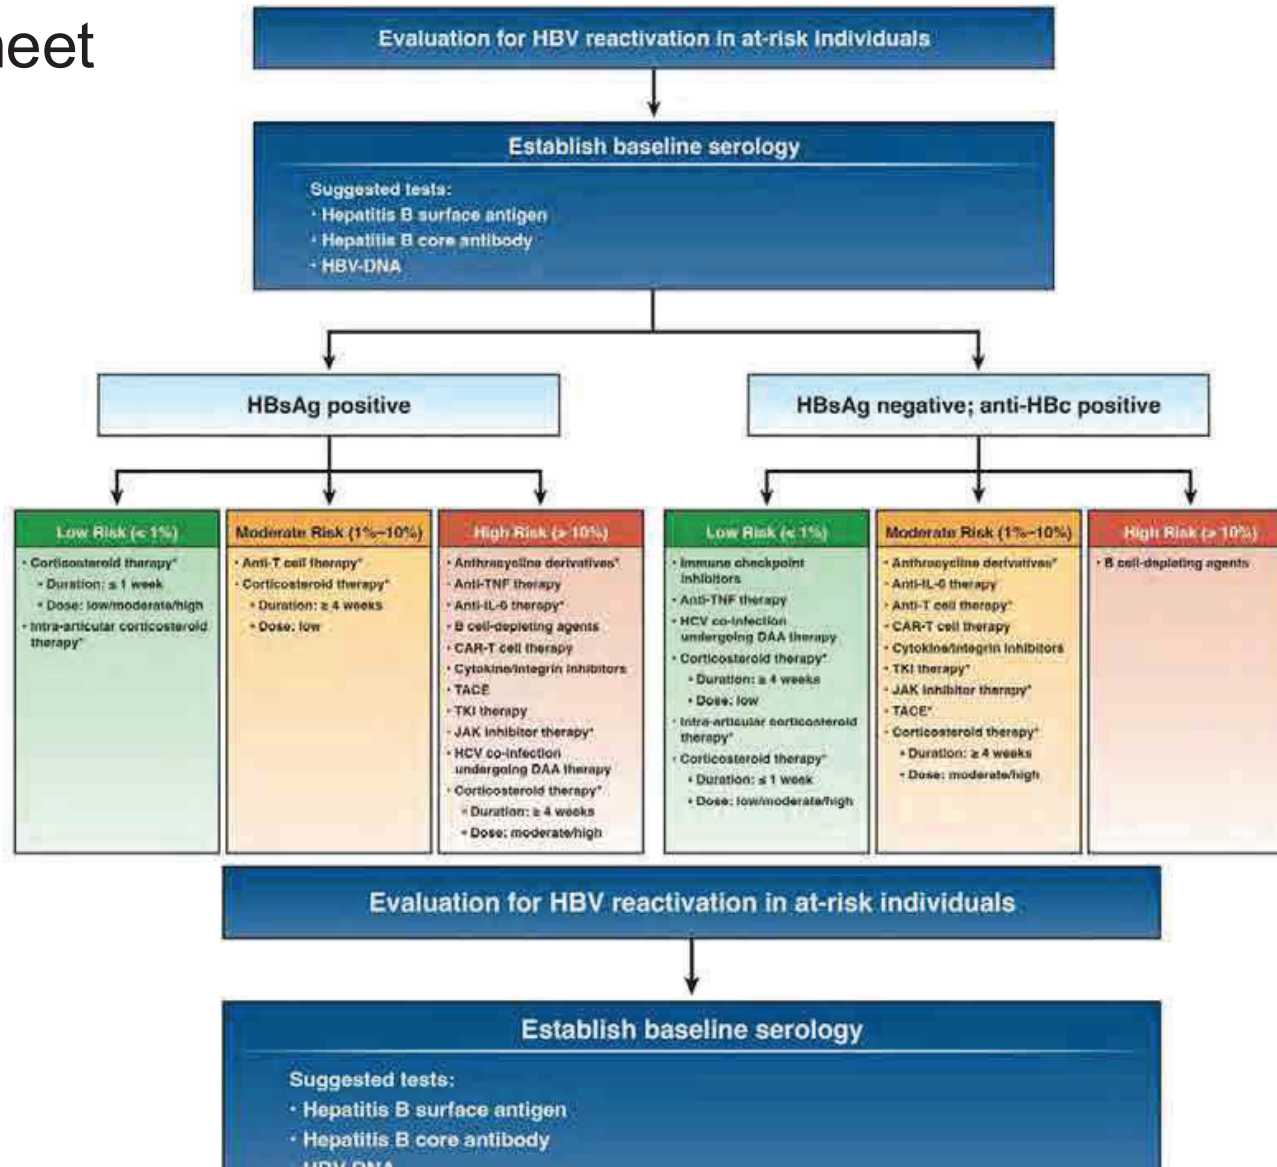 neet
Evaluation for HBV reactivation in at-risk individuals
Establish baseline serology
Suggested tests:
· Hepatitis B surface antigen
· Hepatitis B core antibody
· HBV-DNA
HBsAg positive
HBsAg negative; anti-HBc positive
Low Risk (< 1%)
· Corticosteroid therapy*
• Duration: ≤ 1 week
• Dose: low/moderate/high
· Intra-articular corticosteroid
therapy*
Moderate Risk (1%–10%)
· Anti-T cell therapy*
· Corticosteroid therapy*
• Duration: ≥ 4 weeks
• Dose: low
High Risk (> 10%)
· Anthracycline derivatives*
· Anti-TNF therapy
· Anti-IL-6 therapy*
· B cell-depleting agents
· CAR-T cell therapy
· Cytokine/integrin inhibitors
· TACE
· TKI therapy
· JAK inhibitor therapy*
· HCV co-infection
undergoing DAA therapy
· Corticosteroid therapy*
• Duration: ≥ 4 weeks
• Dose: moderate/high
Low Risk (< 1%)
· Immune checkpoint
inhibitors
· Anti-TNF therapy
· HCV co-infection
undergoing DAA therapy
· Corticosteroid therapy*
• Duration: ≥ 4 weeks
• Dose: low
· Intra-articular corticosteroid
therapy*
· Corticosteroid therapy*
• Duration: ≤ 1 week
• Dose: low/moderate/high
Moderate Risk (1%–10%)
· Anthracycline derivatives*
· Anti-IL-6 therapy
· Anti-T cell therapy*
· CAR-T cell therapy
· Cytokine/integrin inhibitors
· TKI therapy*
· JAK inhibitor therapy*
· TACE*
· Corticosteroid therapy*
• Duration: ≥ 4 weeks
• Dose: moderate/high
High Risk (> 10%)
· B cell-depleting agents
Evaluation for HBV reactivation in at-risk individuals
Establish baseline serology
Suggested tests:
· Hepatitis B surface antigen
· Hepatitis B core antibody
· HBV-DNA